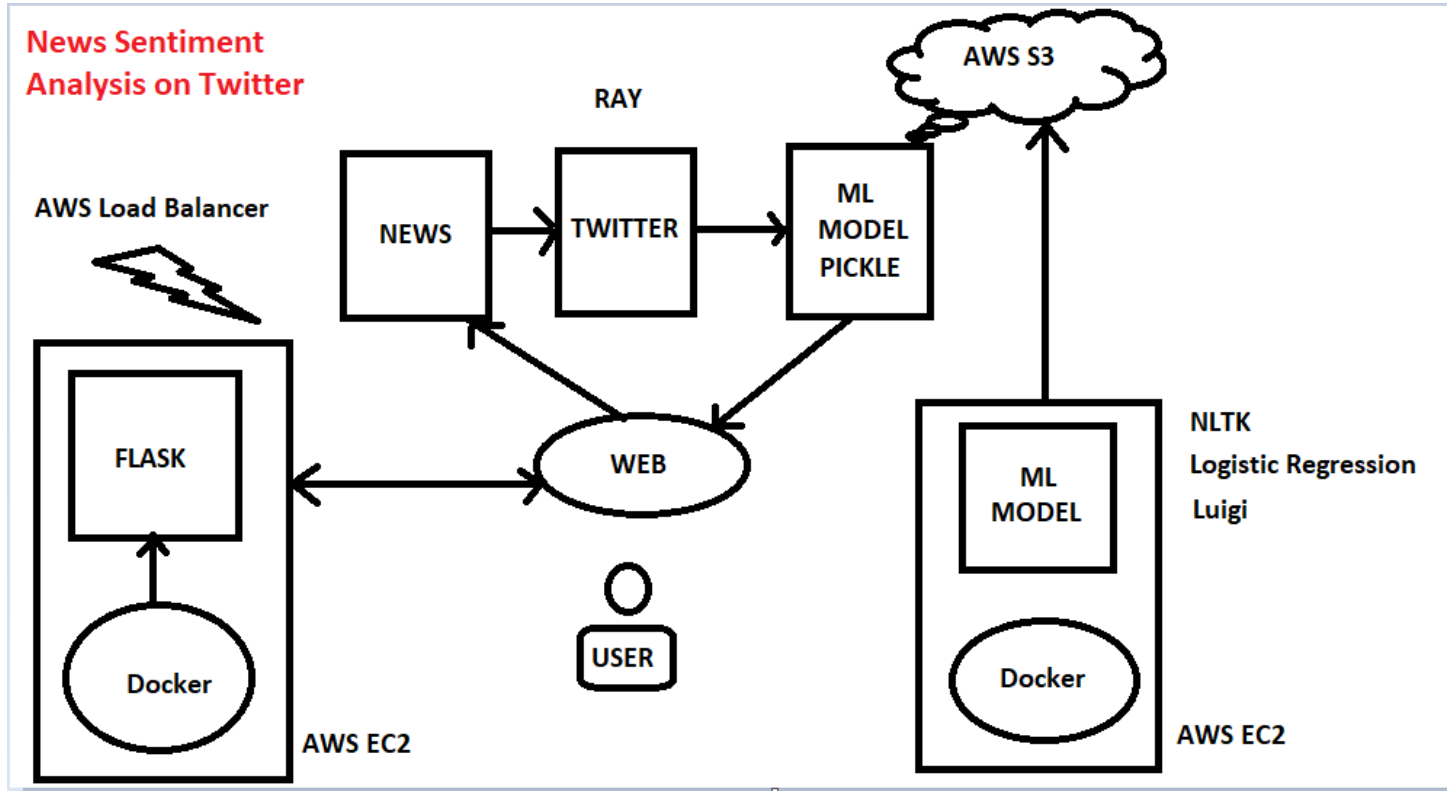 News Sentiment
Analysis on Twitter
AWS S3
RAY
AWS Load Balancer
NEWS
TWITTER
ML
MODEL
PICKLE
FLASK
WEB
ML
MODEL
NLTK
Logistic Regression
Luigi
USER
Docker
Docker
AWS EC2
AWS EC2